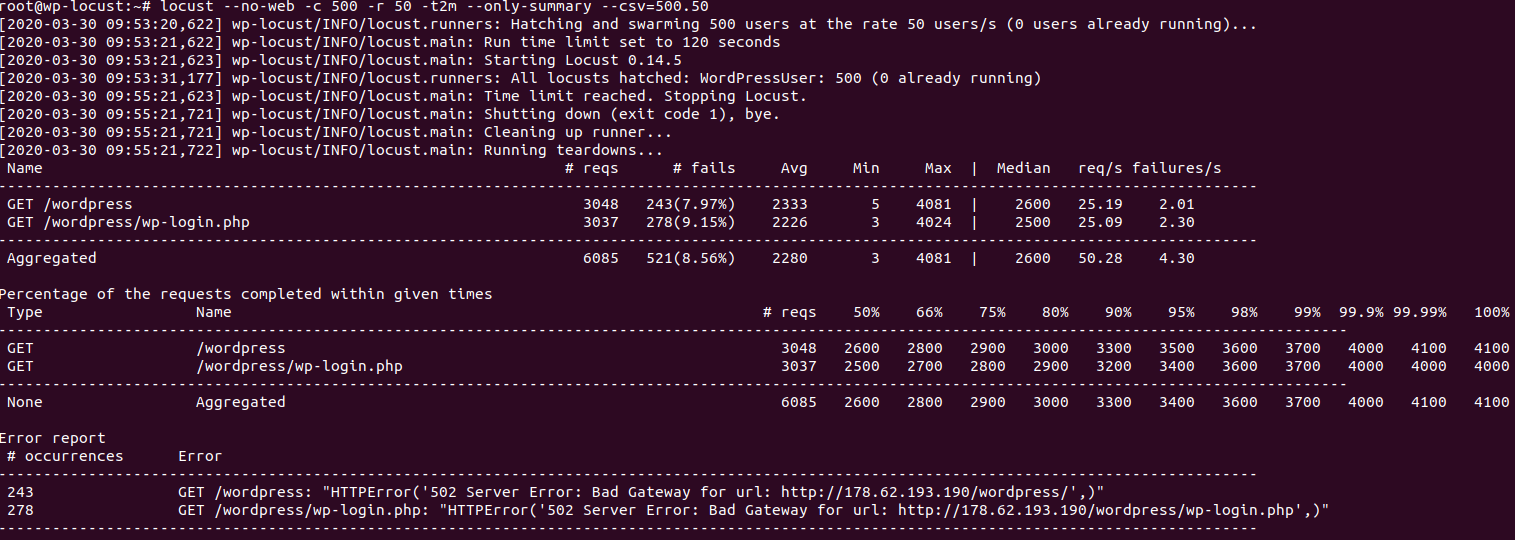 root@wp-locust:~# locust --no-web -c 500 -r 50 -t2m --only-summary --csv=500.50
[2020-03-30 09:53:20,622] wp-locust/INFO/locust.runners: Hatching and swarming 500 users at the rate 50 users/s (0 users already running)...
[2020-03-30 09:53:21,622] wp-locust/INFO/locust.main: Run time limit set to 120 seconds
[2020-03-30 09:53:21,623] wp-locust/INFO/locust.main: Starting Locust 0.14.5
[2020-03-30 09:53:31,177] wp-locust/INFO/locust.runners: All locusts hatched: WordPressUser: 500 (0 already running)
[2020-03-30 09:55:21,623] wp-locust/INFO/locust.main: Time limit reached. Stopping Locust.
[2020-03-30 09:55:21,721] wp-locust/INFO/locust.main: Shutting down (exit code 1), bye.
[2020-03-30 09:55:21,721] wp-locust/INFO/locust.main: Cleaning up runner...
[2020-03-30 09:55:21,722] wp-locust/INFO/locust.main: Running teardowns...
Name # reqs # fails Avg Min Max | Median req/s failures/s
--------------------------------------------------------------------------------------------------------------------------------------------
GET /wordpress 3048 243(7.97%) 2333 5 4081 | 2600 25.19 2.01
GET /wordpress/wp-login.php 3037 278(9.15%) 2226 3 4024 | 2500 25.09 2.30
--------------------------------------------------------------------------------------------------------------------------------------------
Aggregated 6085 521(8.56%) 2280 3 4081 | 2600 50.28 4.30
Percentage of the requests completed within given times
Type Name # reqs 50% 66% 75% 80% 90% 95% 98% 99% 99.9% 99.99% 100%
------------------------------------------------------------------------------------------------------------------------------------------------------
GET /wordpress 3048 2600 2800 2900 3000 3300 3500 3600 3700 4000 4100 4100
GET /wordpress/wp-login.php 3037 2500 2700 2800 2900 3200 3400 3600 3700 4000 4000 4000
------------------------------------------------------------------------------------------------------------------------------------------------------
None Aggregated 6085 2600 2800 2900 3000 3300 3400 3600 3700 4000 4100 4100
Error report
# occurrences Error
--------------------------------------------------------------------------------------------------------------------------------------------
243 GET /wordpress: "HTTPError('502 Server Error: Bad Gateway for url: http://178.62.193.190/wordpress/',)"
278 GET /wordpress/wp-login.php: "HTTPError('502 Server Error: Bad Gateway for url: http://178.62.193.190/wordpress/wp-login.php',)"
--------------------------------------------------------------------------------------------------------------------------------------------